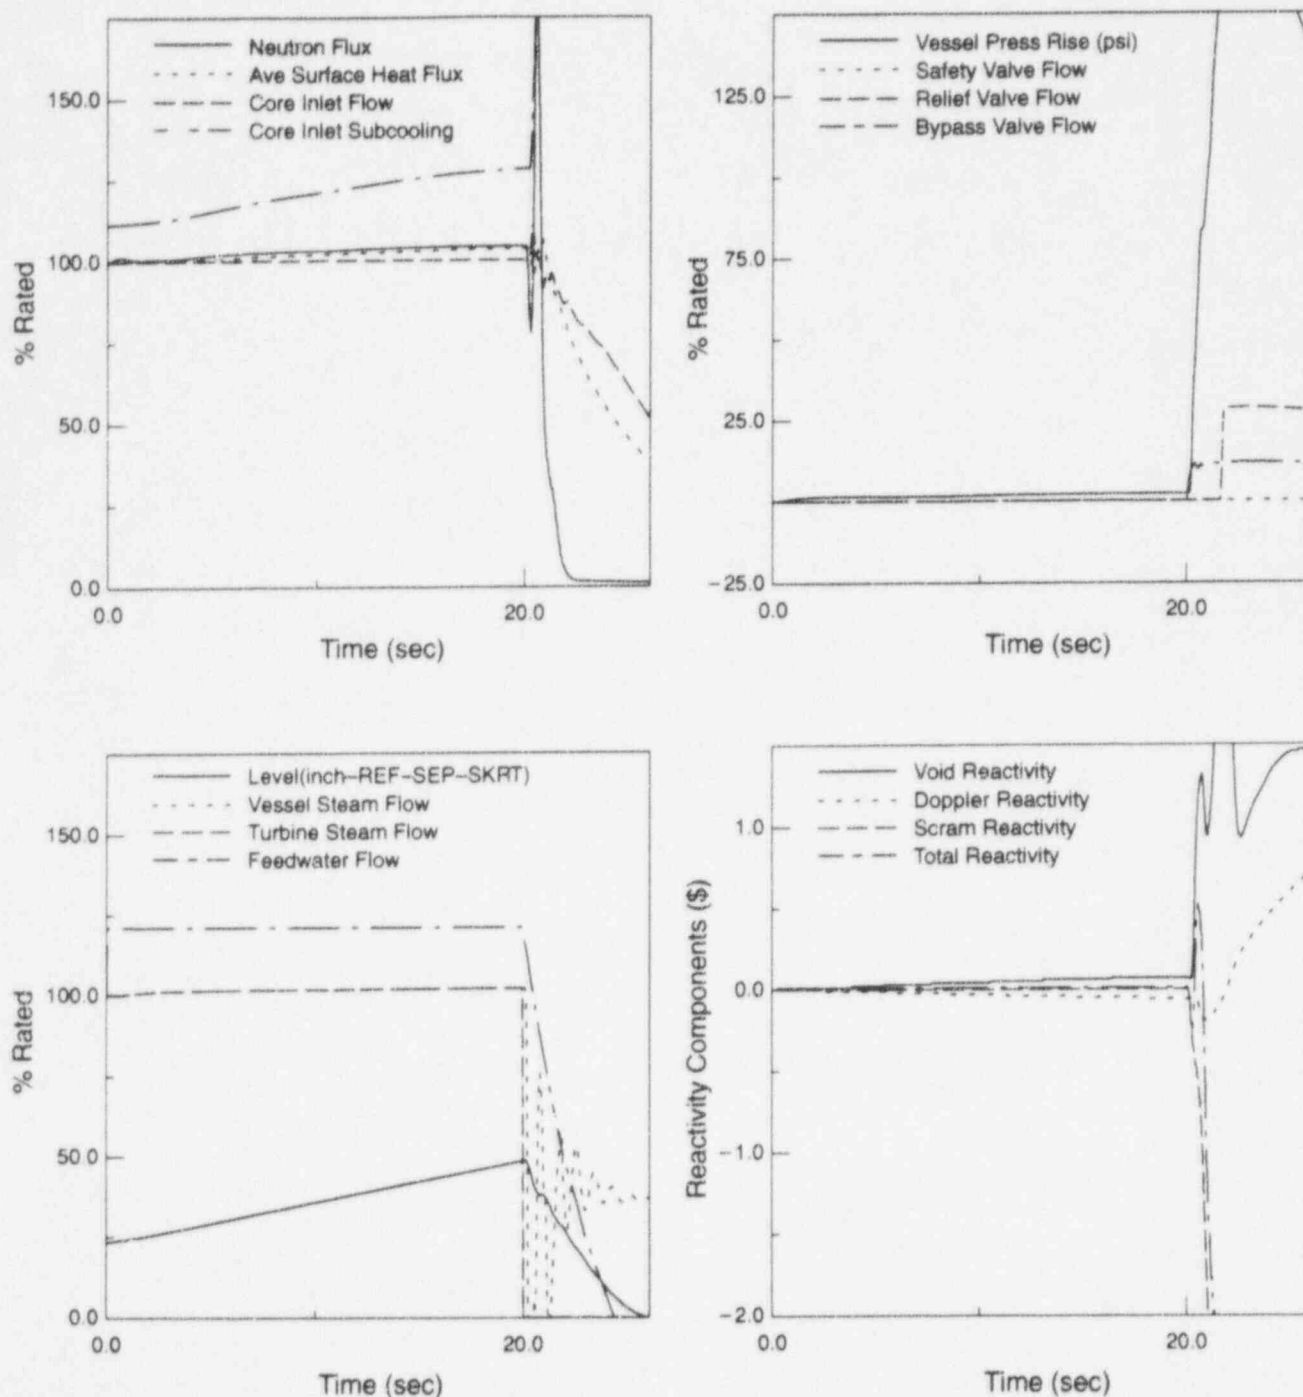 Neutron Flux
Ave Surface Heat Flux
Core Inlet Flow
Core Inlet Subcooling
150.0
100.0
50.0
0.0
% Rated
0.0
20.0
Time (sec)
Vessel Press Rise (psi)
Safety Valve Flow
Relief Valve Flow
Bypass Valve Flow
125.0
75.0
25.0
−25.0
% Rated
0.0
20.0
Time (sec)
Level(inch−REF−SEP−SKRT)
Vessel Steam Flow
Turbine Steam Flow
Feedwater Flow
150.0
100.0
50.0
0.0
% Rated
0.0
20.0
Time (sec)
Void Reactivity
Doppler Reactivity
Scram Reactivity
Total Reactivity
1.0
0.0
−1.0
−2.0
Reactivity Components ($)
0.0
20.0
Time (sec)